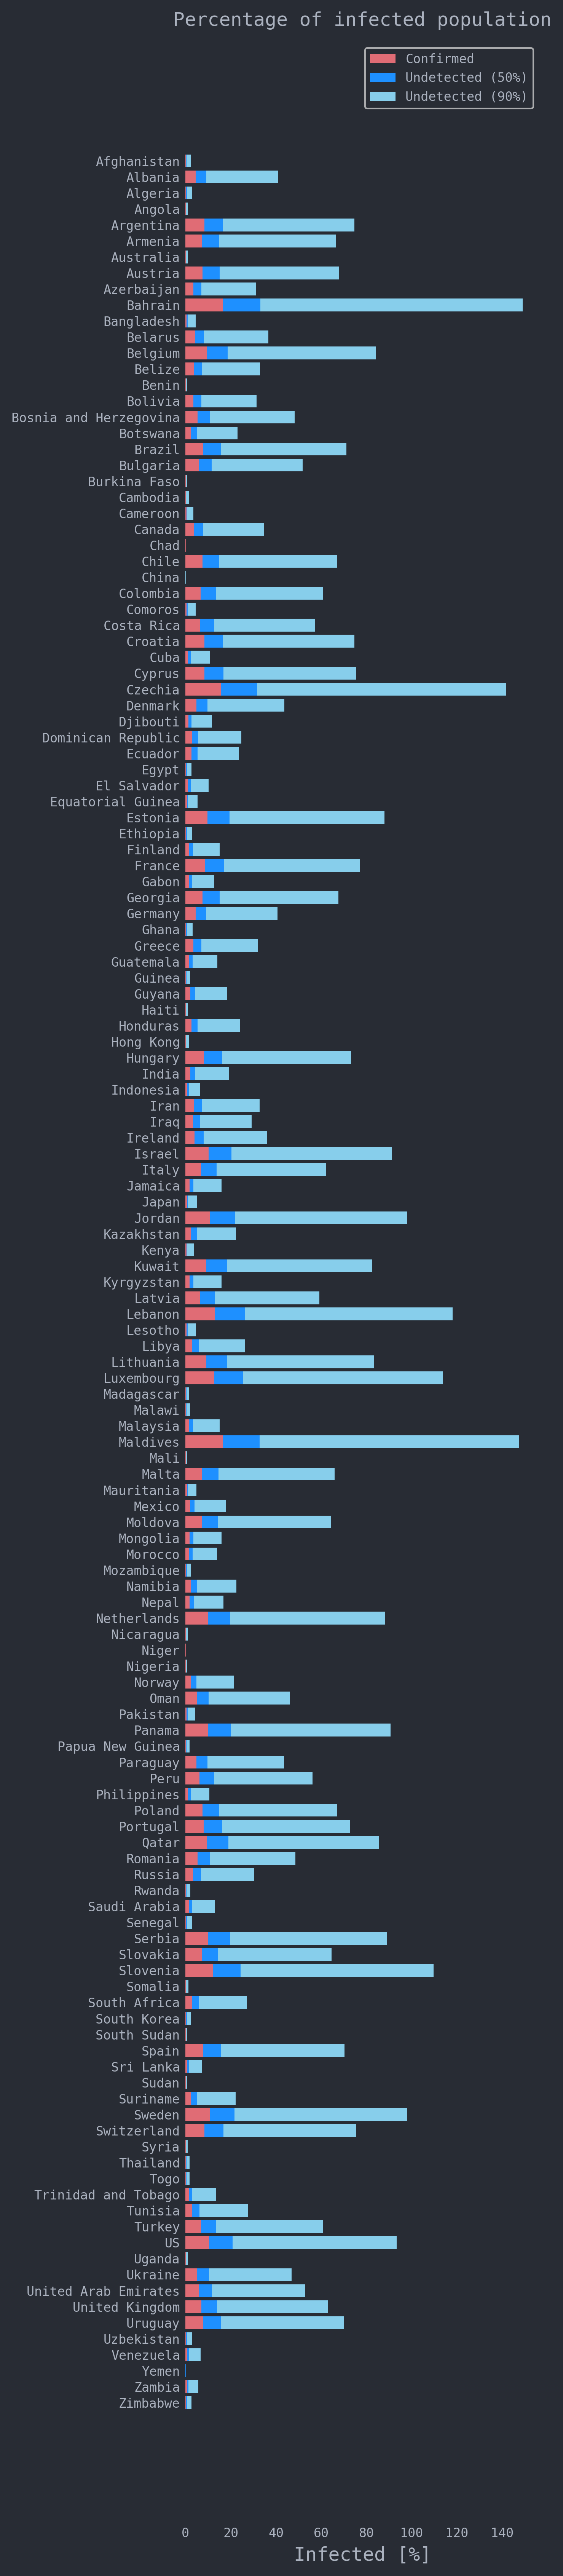 Percentage of infected population
Confirmed
Undetected (50%)
Undetected (90%)
Afghanistan
Albania
Algeria
Angola
Argentina
Armenia
Australia
Austria
Azerbaijan
Bahrain
Bangladesh
Belarus
Belgium
Belize
Benin
Bolivia
Bosnia and Herzegovina
Botswana
Brazil
Bulgaria
Burkina Faso
Cambodia
Cameroon
Canada
Chad
Chile
China
Colombia
Comoros
Costa Rica
Croatia
Cuba
Cyprus
Czechia
Denmark
Djibouti
Dominican Republic
Ecuador
Egypt
El Salvador
Equatorial Guinea
Estonia
Ethiopia
Finland
France
Gabon
Georgia
Germany
Ghana
Greece
Guatemala
Guinea
Guyana
Haiti
Honduras
Hong Kong
Hungary
India
Indonesia
Iran
Iraq
Ireland
Israel
Italy
Jamaica
Japan
Jordan
Kazakhstan
Kenya
Kuwait
Kyrgyzstan
Latvia
Lebanon
Lesotho
Libya
Lithuania
Luxembourg
Madagascar
Malawi
Malaysia
Maldives
Mali
Malta
Mauritania
Mexico
Moldova
Mongolia
Morocco
Mozambique
Namibia
Nepal
Netherlands
Nicaragua
Niger
Nigeria
Norway
Oman
Pakistan
Panama
Papua New Guinea
Paraguay
Peru
Philippines
Poland
Portugal
Qatar
Romania
Russia
Rwanda
Saudi Arabia
Senegal
Serbia
Slovakia
Slovenia
Somalia
South Africa
South Korea
South Sudan
Spain
Sri Lanka
Sudan
Suriname
Sweden
Switzerland
Syria
Thailand
Togo
Trinidad and Tobago
Tunisia
Turkey
US
Uganda
Ukraine
United Arab Emirates
United Kingdom
Uruguay
Uzbekistan
Venezuela
Yemen
Zambia
Zimbabwe
0 20 40 60 80 100 120 140
Infected [%]